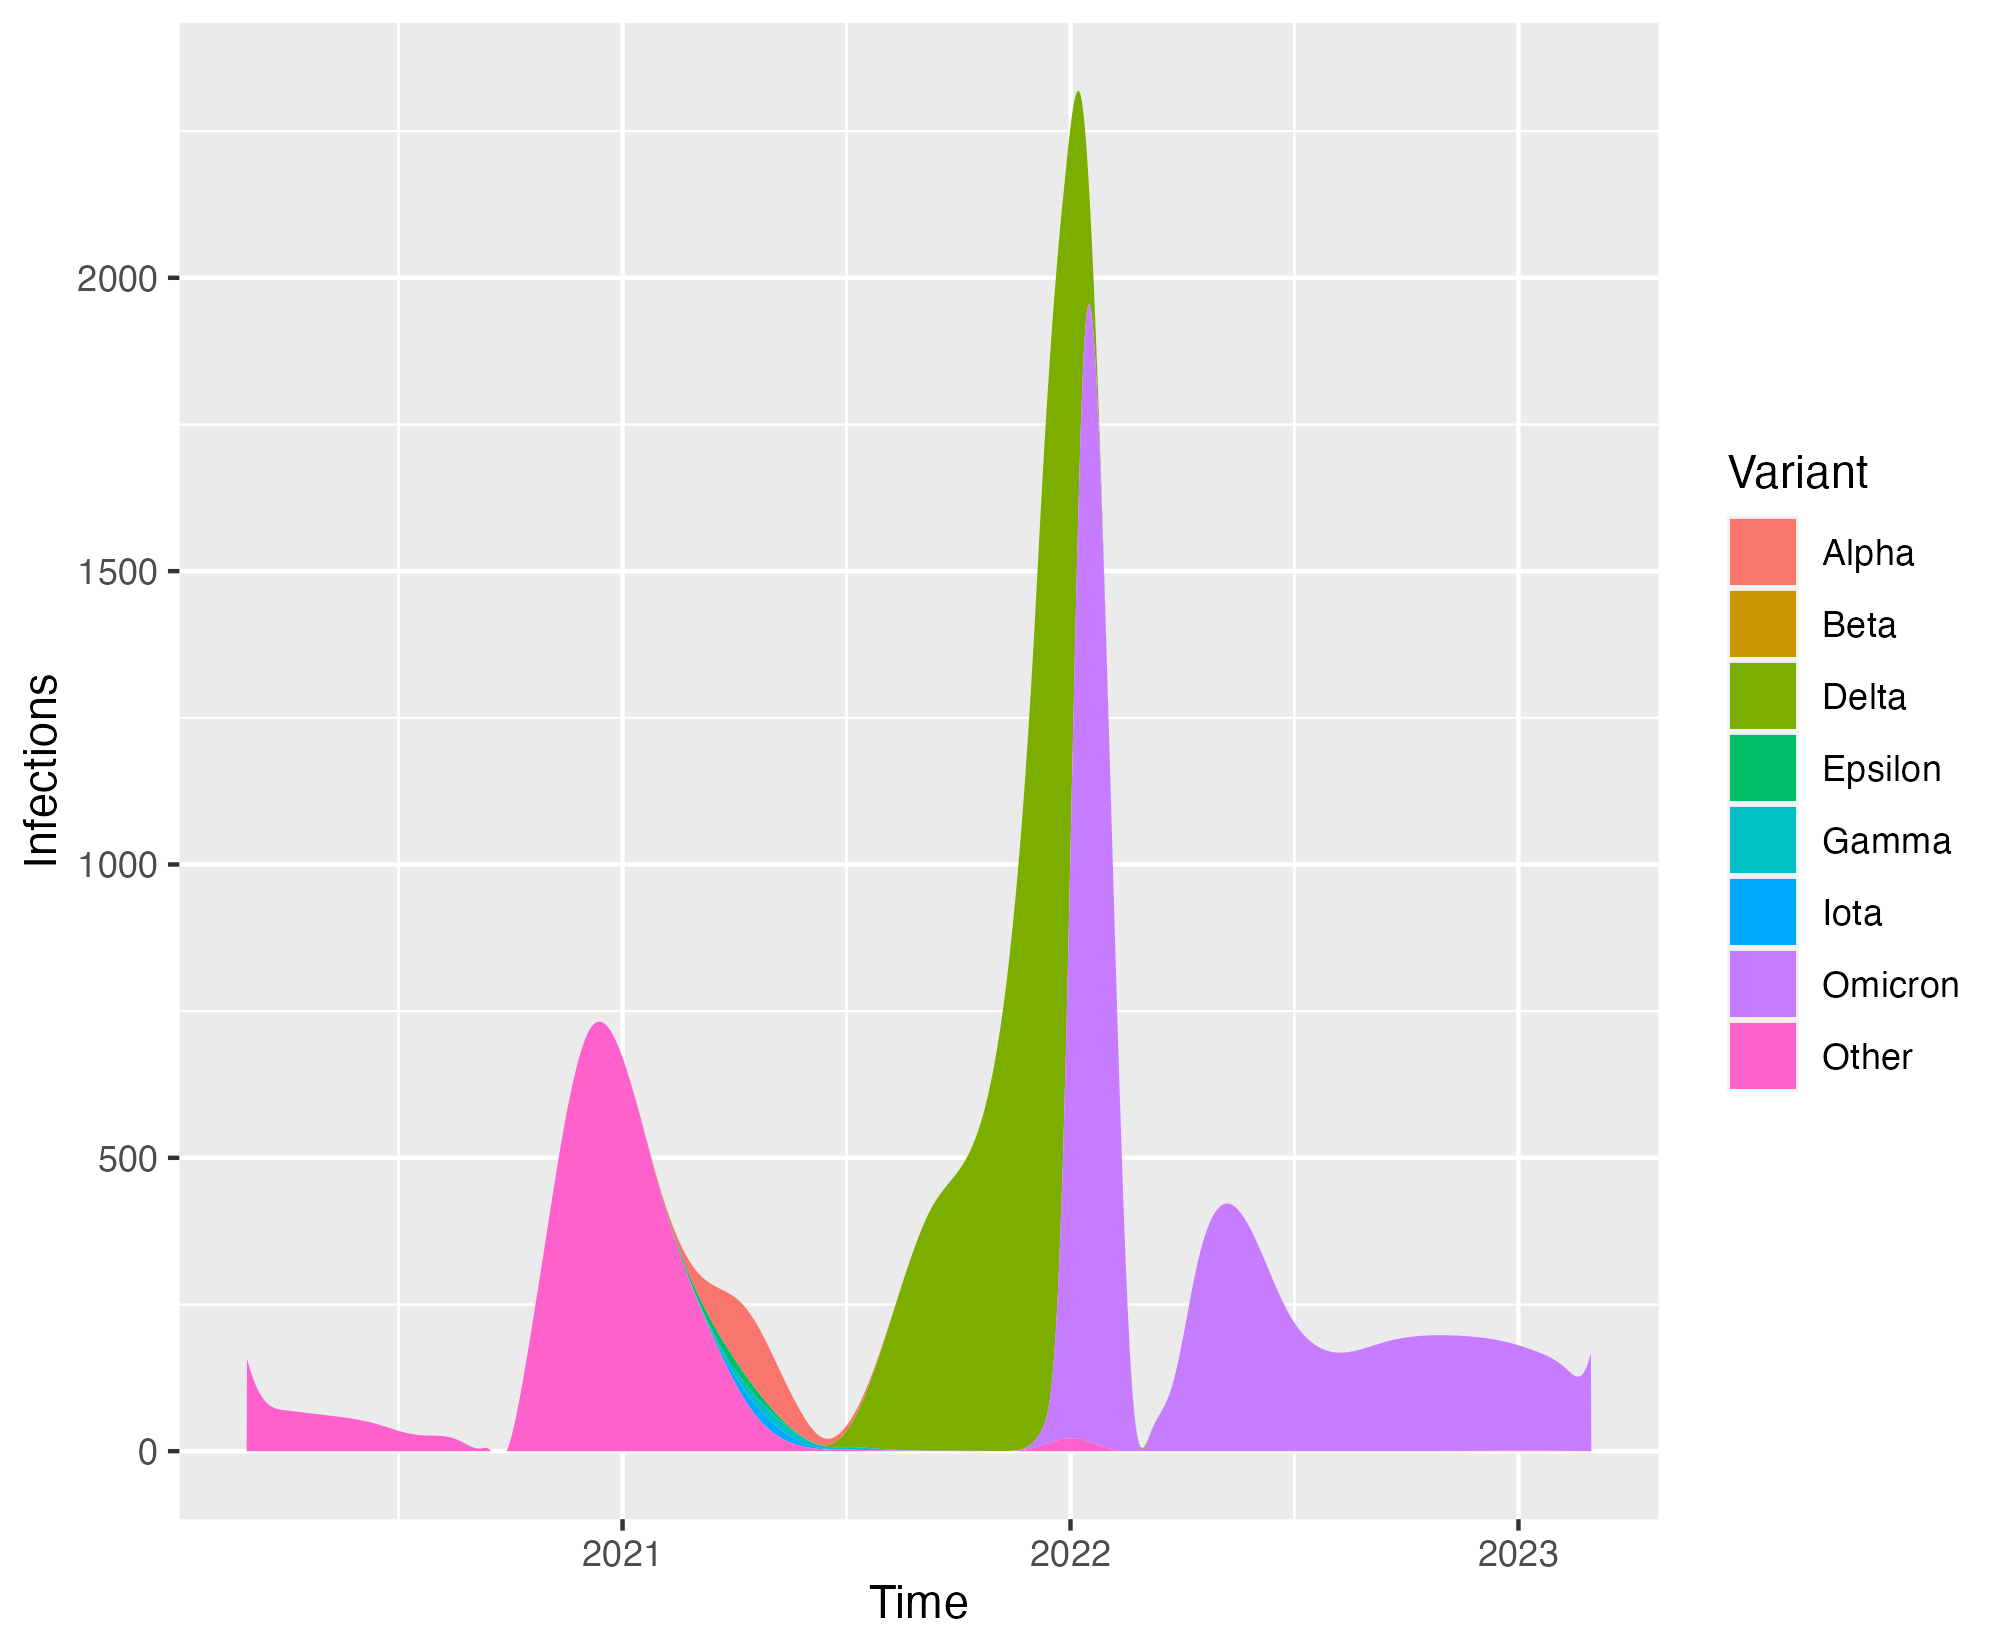 Infections
2000
1500
1000
500
0
2021
2022
2023
Time
Variant
Alpha
Beta
Delta
Epsilon
Gamma
Iota
Omicron
Other